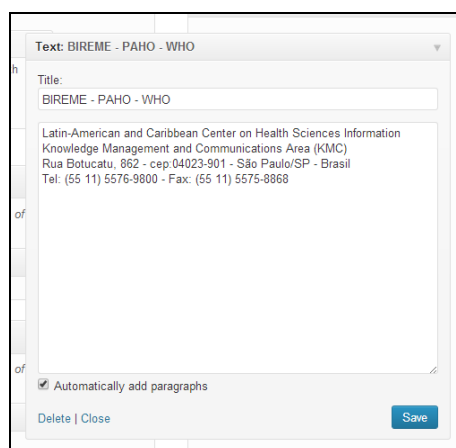 Text: BIREME - PAHO - WHO
h
Title:
BIREME - PAHO - WHO
Latin-American and Caribbean Center on Health Sciences Information
Knowledge Management and Communications Area (KMC)
Rua Botucatu, 862 - cep:04023-901 - São Paulo/SP - Brasil
Tel: (55 11) 5576-9800 - Fax: (55 11) 5575-8868
of
of
Automatically add paragraphs
Delete | Close
Save